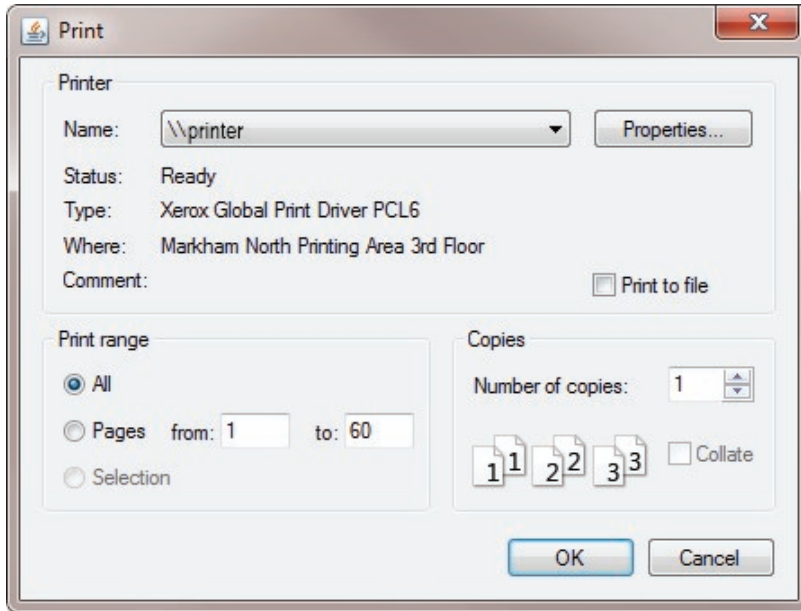 Print
Printer
Name: \\printer Properties...
Status: Ready
Type: Xerox Global Print Driver PCL6
Where: Markham North Printing Area 3rd Floor
Comment: Print to file
Print range Copies
All Number of copies: 1
Pages from: 1 to: 60
1 1 2 2 3 3 Collate
Selection
OK Cancel